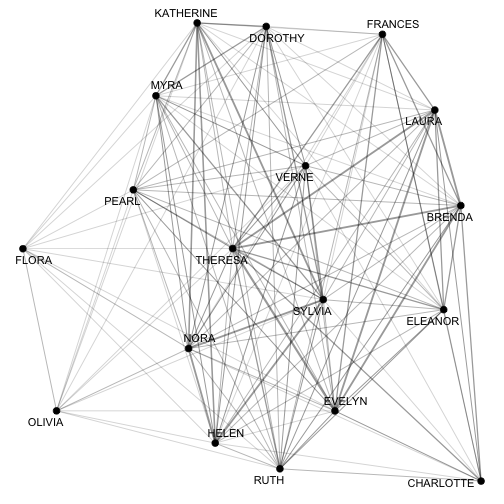 KATHERINE
DOROTHY
FRANCES
MYRA
LAURA
VERNE
PEARL
BRENDA
FLORA
THERESA
SYLVIA
ELEANOR
NORA
EVELYN
OLIVIA
HELEN
RUTH
CHARLOTTE